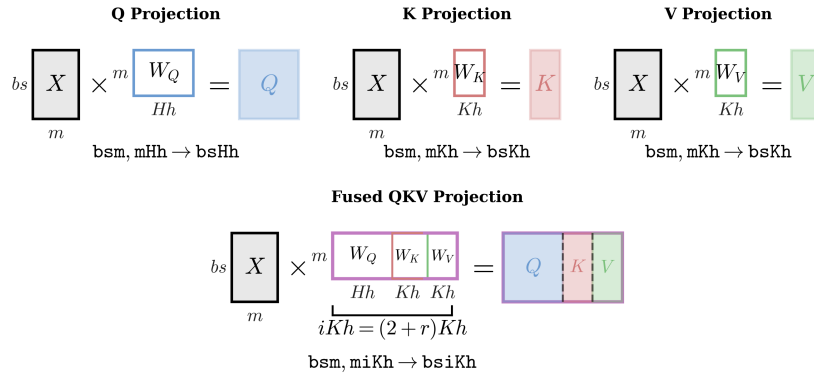 Q Projection
K Projection
V Projection
bs X × m W_Q = Q
Hh
m
bsm, mHh → bsHh
bs X × m W_K = K
Kh
m
bsm, mKh → bsKh
bs X × m W_V = V
Kh
m
bsm, mKh → bsKh
Fused QKV Projection
bs X × m W_Q W_K W_V = Q K V
Hh Kh Kh
m
iKh = (2 + r)Kh
bsm, miKh → bsiKh